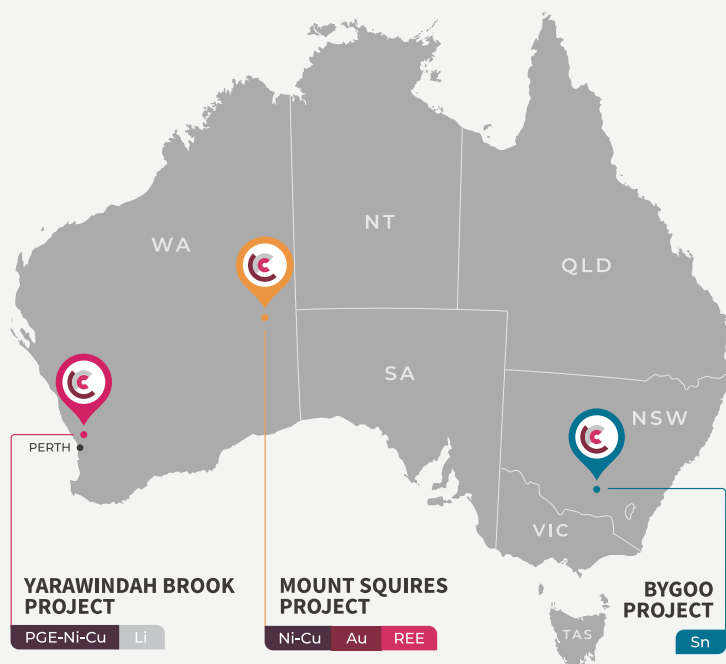 WA
NT
QLD
SA
NSW
PERTH
VIC
TAS
YARAWINDAH BROOK
PROJECT
PGE-Ni-Cu Li
MOUNT SQUIRES
PROJECT
Ni-Cu Au REE
BYGOO
PROJECT
Sn